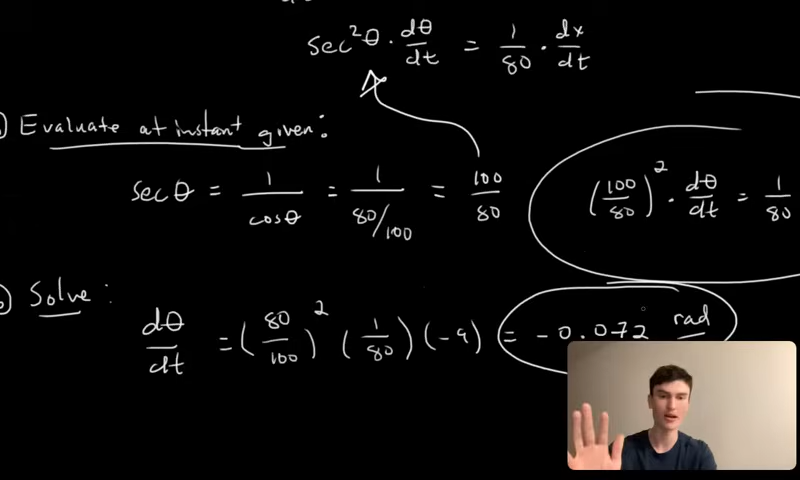 sec²θ · dθ/dt = 1/80 · dx/dt
) Evaluate at instant given:
secθ = 1/cosθ = 1/(80/100) = 100/80
(100/80)² · dθ/dt = 1/80
) Solve:
dθ/dt = (80/100)² (1/80) (-9) = -0.072 rad